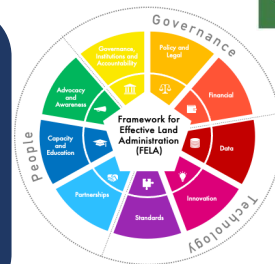 Governance
Governance,
Institutions and
Accountability
Policy and
Legal
Advocacy
and
Awareness
Financial
Framework for
Effective Land
Administration
(FELA)
Capacity
and
Education
Data
People
Partnerships
Innovation
Standards
Technology